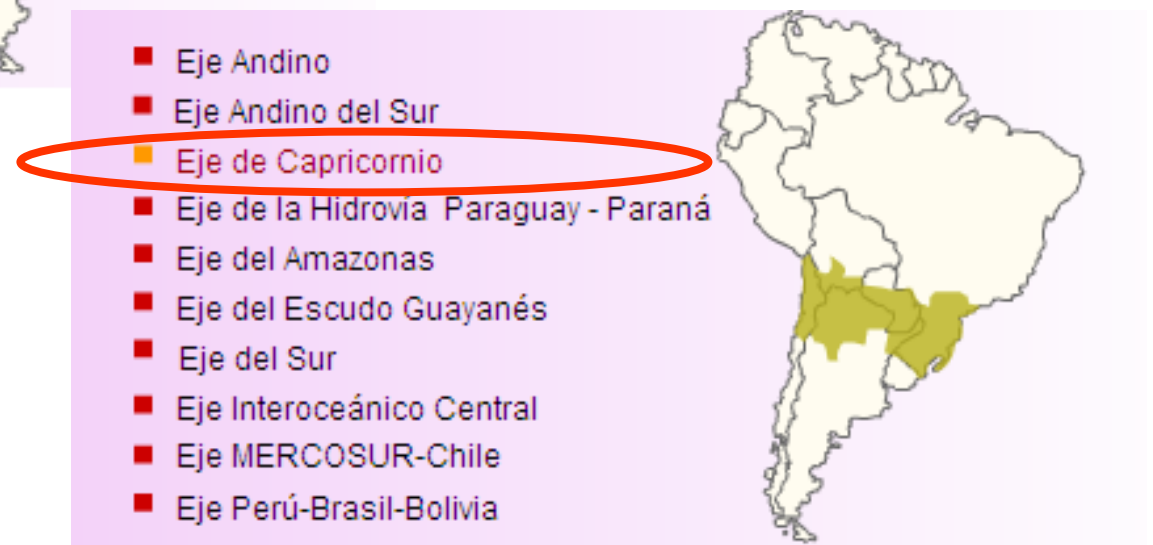 Eje Andino
Eje Andino del Sur
Eje de Capricornio
Eje de la Hidrovía Paraguay - Paraná
Eje del Amazonas
Eje del Escudo Guayanés
Eje del Sur
Eje Interoceánico Central
Eje MERCOSUR-Chile
Eje Perú-Brasil-Bolivia